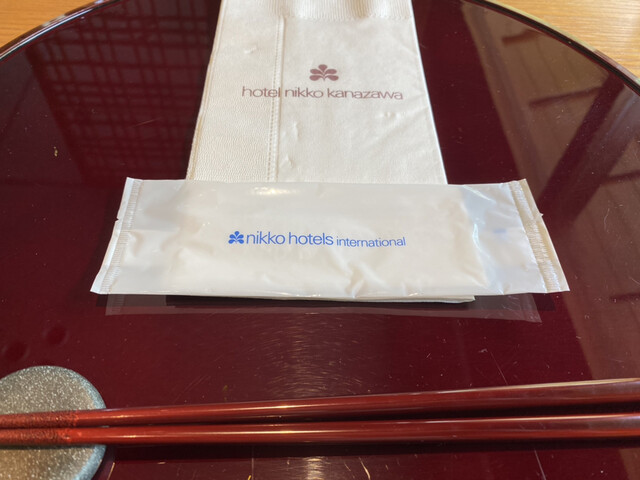 hotel nikko kanazawa
nikko hotels international